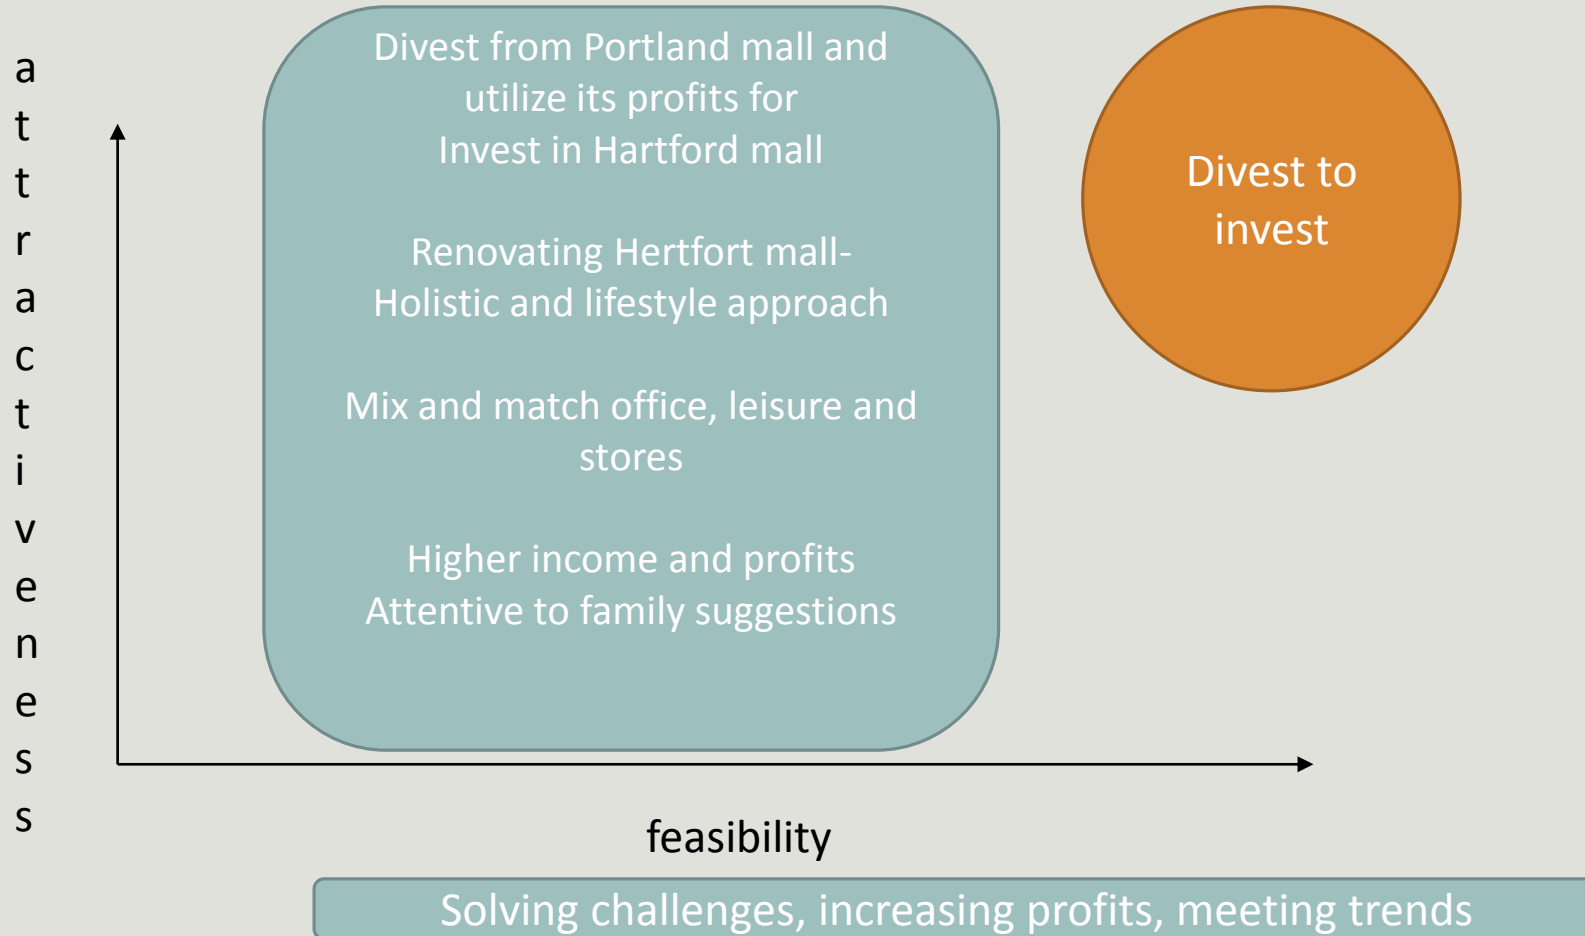 attractiveness
Divest from Portland mall and
utilize its profits for
Invest in Hartford mall
Renovating Hertfort mall-
Holistic and lifestyle approach
Mix and match office, leisure and
stores
Higher income and profits
Attentive to family suggestions
Divest to
invest
feasibility
Solving challenges, increasing profits, meeting trends